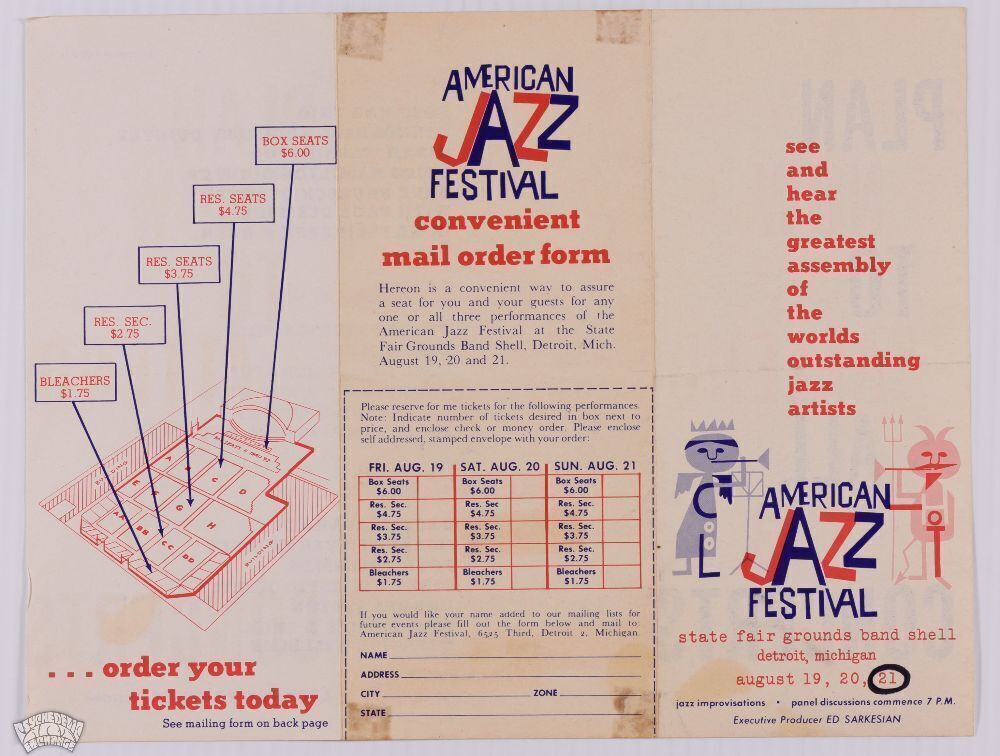 BOX SEATS
$6.00
RES. SEATS
$4.75
RES. SEATS
$3.75
RES. SEC.
$2.75
BLEACHERS
$1.75
BUILDING
A
B
C
D
E
F
G
H
AA
BB
CC
DD
BUILDING
. . . order your
tickets today
See mailing form on back page
AMERICAN
JAZZ
FESTIVAL
convenient
mail order form
Hereon is a convenient way to assure
a seat for you and your guests for any
one or all three performances of the
American Jazz Festival at the State
Fair Grounds Band Shell, Detroit, Mich.
August 19, 20 and 21.
Please reserve for me tickets for the following performances.
Note: Indicate number of tickets desired in box next to
price, and enclose check or money order. Please enclose
self addressed, stamped envelope with your order:
FRI. AUG. 19 SAT. AUG. 20 SUN. AUG. 21
Box Seats Box Seats Box Seats
$6.00 $6.00 $6.00
Res. Sec. Res. Sec Res. Sec.
$4.75 $4.75 $4.75
Res. Sec. Res. Sec. Res. Sec.
$3.75 $3.75 $3.75
Res. Sec. Res. Sec. Res. Sec.
$2.75 $2.75 $2.75
Bleachers Bleachers Bleachers
$1.75 $1.75 $1.75
If you would like your name added to our mailing lists for
future events please fill out the form below and mail to:
American Jazz Festival, 6525 Third, Detroit 2, Michigan.
NAME
ADDRESS
CITY ZONE
STATE
see
and
hear
the
greatest
assembly
of
the
worlds
outstanding
jazz
artists
AMERICAN
JAZZ
FESTIVAL
state fair grounds band shell
detroit, michigan
august 19, 20, 21
jazz improvisations • panel discussions commence 7 P.M.
Executive Producer ED SARKESIAN
PSYCHEDELIC
ART
EXCHANGE